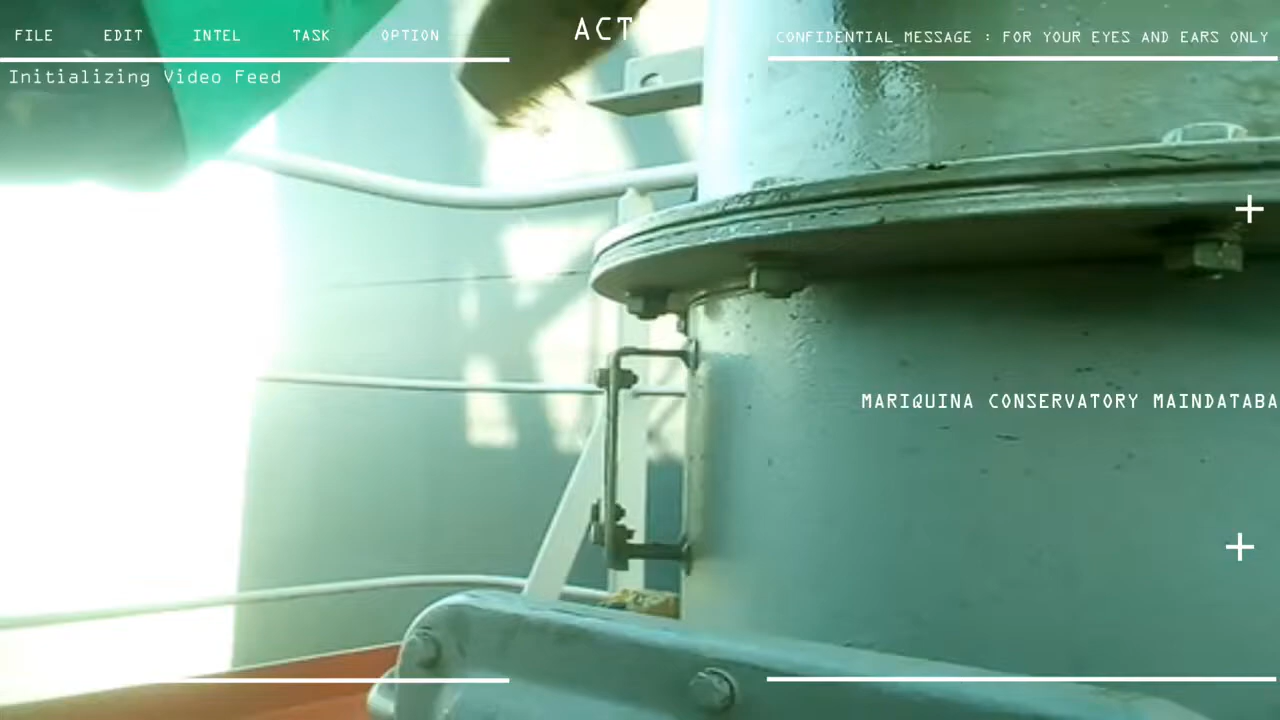 FILE EDIT INTEL TASK OPTION
ACT
CONFIDENTIAL MESSAGE : FOR YOUR EYES AND EARS ONLY
Initializing Video Feed
MARIQUINA CONSERVATORY MAINDATABA